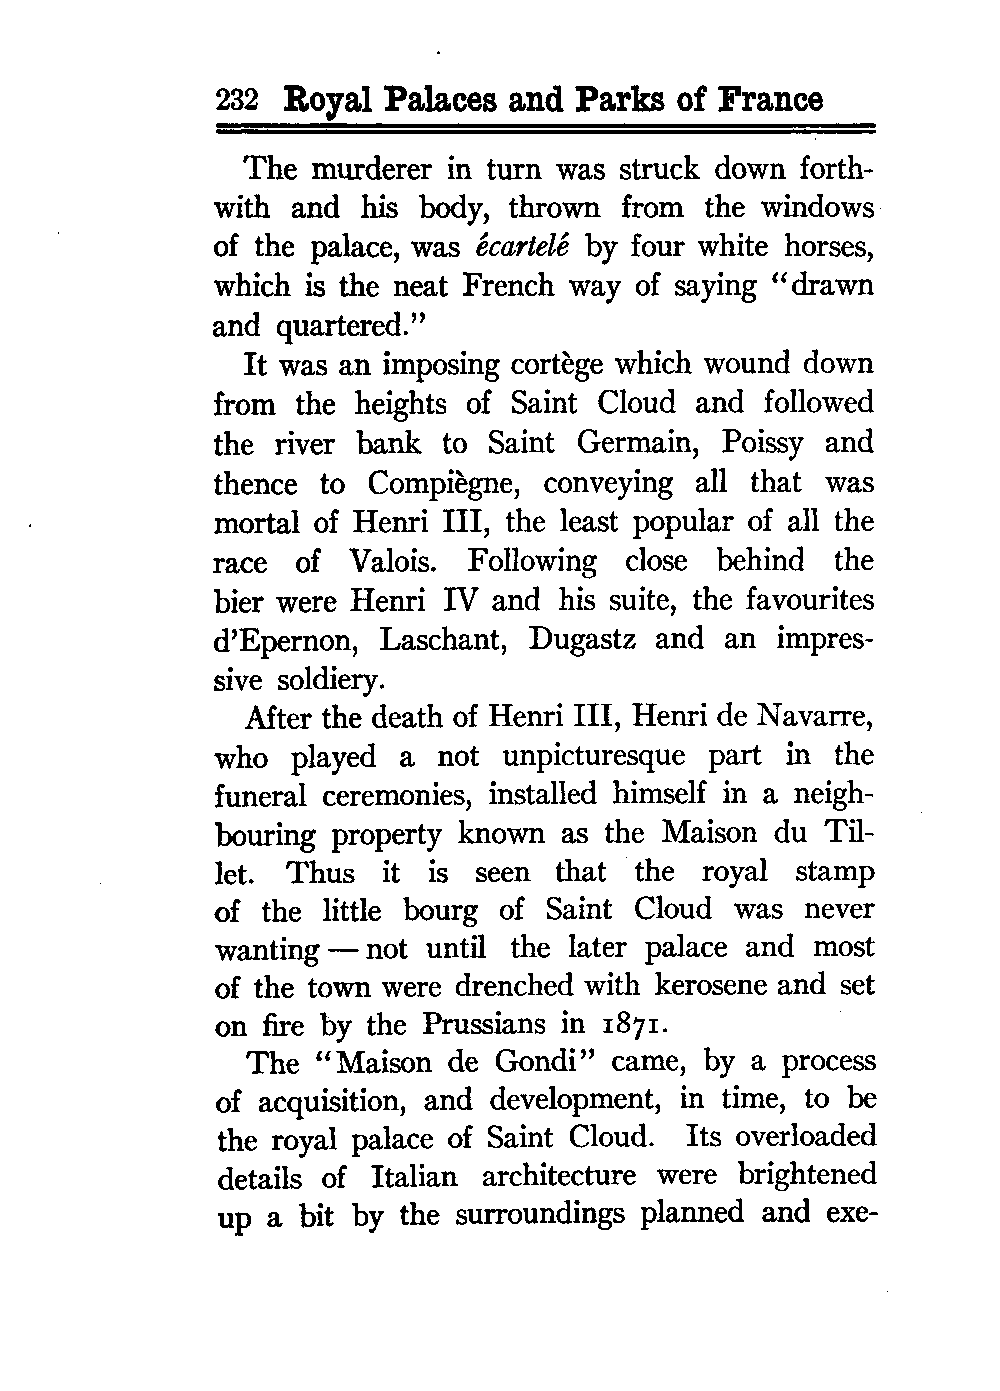 232 Royal Palaces and Parks of France
The murderer in turn was struck down forth-
with and his body, thrown from the windows
of the palace, was écartelé by four white horses,
which is the neat French way of saying "drawn
and quartered."
It was an imposing cortège which wound down
from the heights of Saint Cloud and followed
the river bank to Saint Germain, Poissy and
thence to Compiègne, conveying all that was
mortal of Henri III, the least popular of all the
race of Valois. Following close behind the
bier were Henri IV and his suite, the favourites
d'Epernon, Laschant, Dugastz and an impres-
sive soldiery.
After the death of Henri III, Henri de Navarre,
who played a not unpicturesque part in the
funeral ceremonies, installed himself in a neigh-
bouring property known as the Maison du Til-
let. Thus it is seen that the royal stamp
of the little bourg of Saint Cloud was never
wanting — not until the later palace and most
of the town were drenched with kerosene and set
on fire by the Prussians in 1871.
The "Maison de Gondi" came, by a process
of acquisition, and development, in time, to be
the royal palace of Saint Cloud. Its overloaded
details of Italian architecture were brightened
up a bit by the surroundings planned and exe-